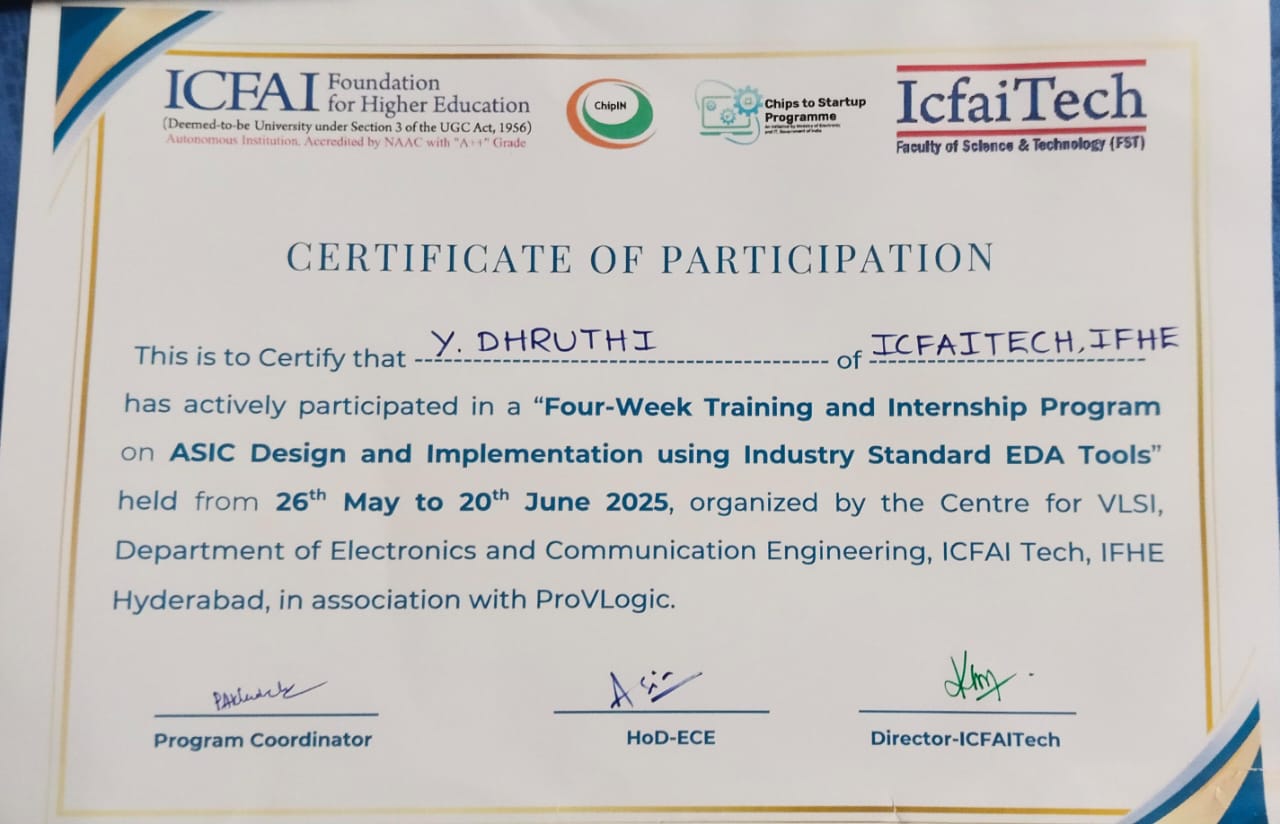 ICFAI Foundation for Higher Education
(Deemed-to-be University under Section 3 of the UGC Act, 1956)
Autonomous Institution. Accredited by NAAC with "A++" Grade
ChipIN
Chips to Startup
Programme
An initiative by Ministry of Electronics
and IT, Government of India
IcfaiTech
Faculty of Science & Technology (FST)
CERTIFICATE OF PARTICIPATION
This is to Certify that Y. DHRUTHI of ICFAITECH, IFHE
has actively participated in a “Four-Week Training and Internship Program
on ASIC Design and Implementation using Industry Standard EDA Tools”
held from 26th May to 20th June 2025, organized by the Centre for VLSI,
Department of Electronics and Communication Engineering, ICFAI Tech, IFHE
Hyderabad, in association with ProVLogic.
Program Coordinator
HoD-ECE
Director-ICFAITech